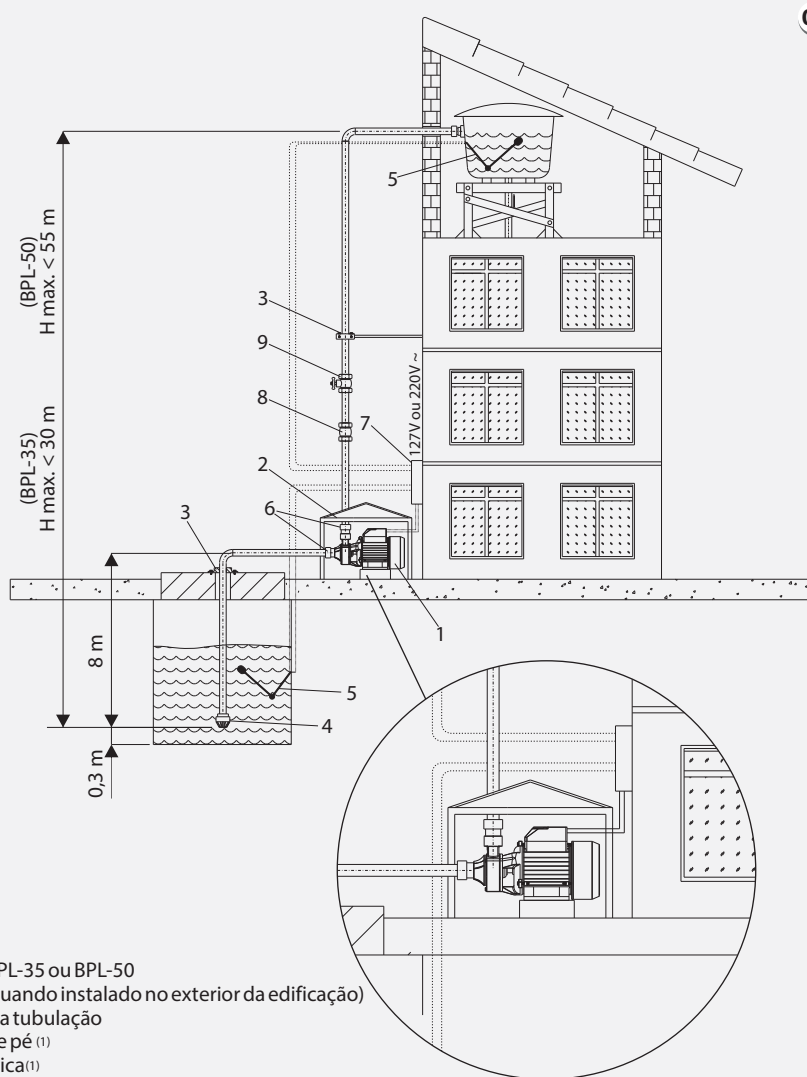 5
(BPL-50)
H max. < 55 m
3
9
127V ou 220V ~
8
7
(BPL-35)
H max. < 30 m
2
6
3
1
8 m
5
4
0,3 m
PL-35 ou BPL-50
uando instalado no exterior da edificação)
a tubulação
e pé (1)
ica(1)